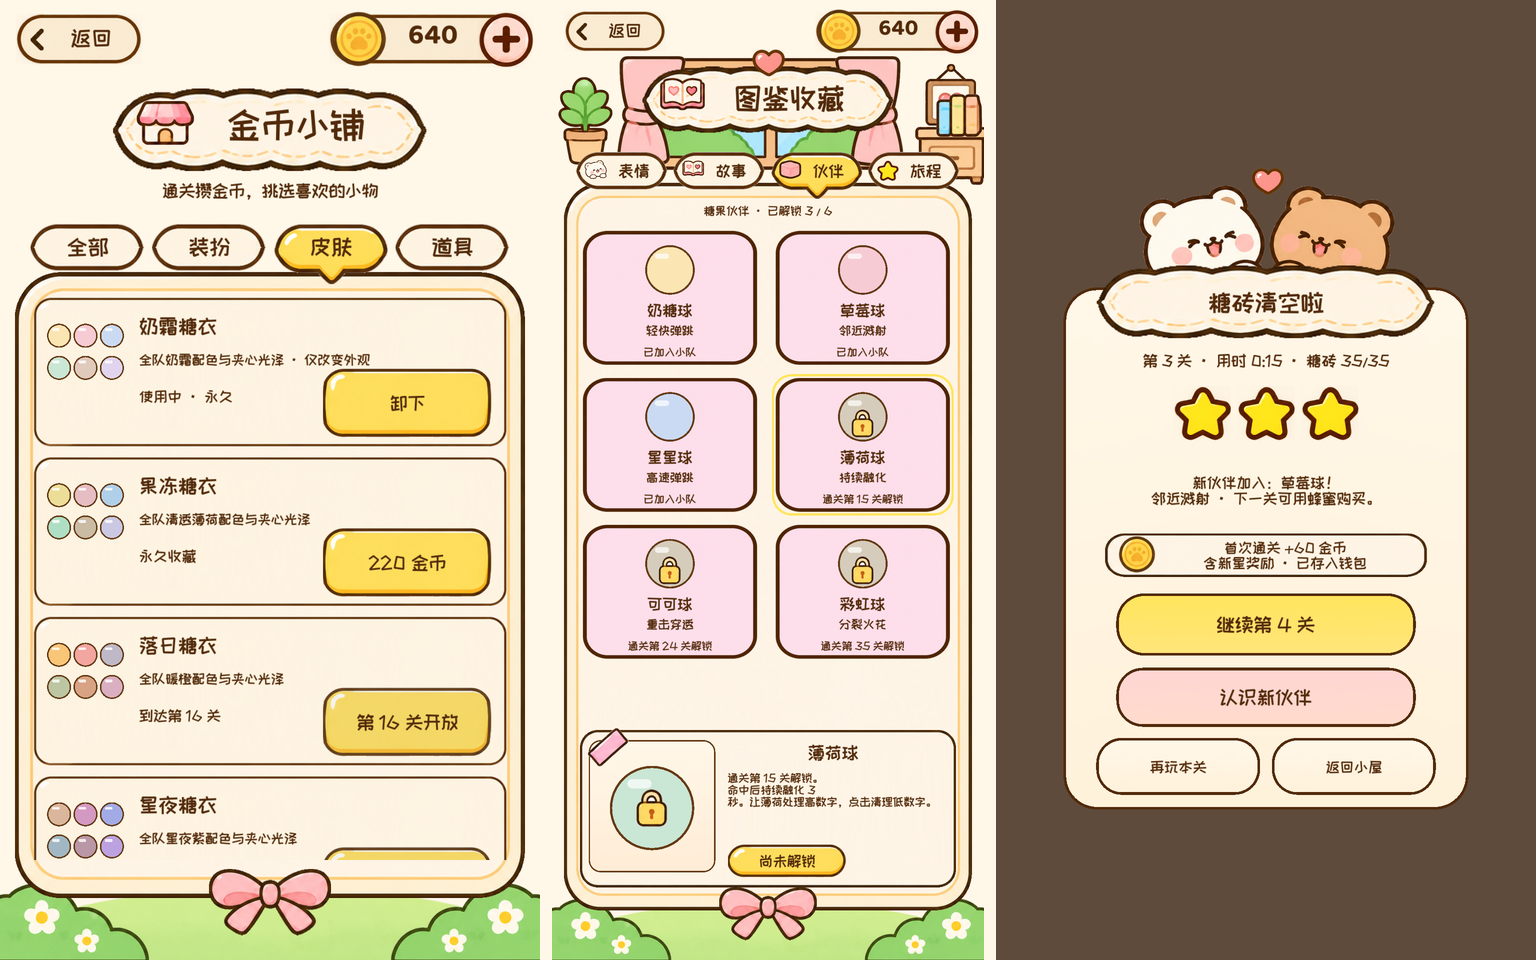 返回
640
金币小铺
通关攒金币，挑选喜欢的小物
全部
装扮
皮肤
道具
奶霜糖衣
全队奶霜配色与夹心光泽 · 仅改变外观
使用中 · 永久
卸下
果冻糖衣
全队清透薄荷配色与夹心光泽
永久收藏
220 金币
落日糖衣
全队暖橙配色与夹心光泽
到达第 16 关
第 16 关开放
星夜糖衣
全队星夜紫配色与夹心光泽
返回
640
图鉴收藏
表情
故事
伙伴
旅程
糖果伙伴 · 已解锁 3 / 6
奶糖球
轻快弹跳
已加入小队
草莓球
邻近溅射
已加入小队
星星球
高速弹跳
已加入小队
薄荷球
持续融化
通关第 15 关解锁
可可球
重击穿透
通关第 24 关解锁
彩虹球
分裂火花
通关第 35 关解锁
薄荷球
通关第 15 关解锁。
命中后持续融化 3
秒。让薄荷处理高数字，点击清理低数字。
尚未解锁
糖砖清空啦
第 3 关 · 用时 0:15 · 糖砖 35/35
新伙伴加入：草莓球！
邻近溅射 · 下一关可用蜂蜜购买。
首次通关 +60 金币
含新星奖励 · 已存入钱包
继续第 4 关
认识新伙伴
再玩本关
返回小屋